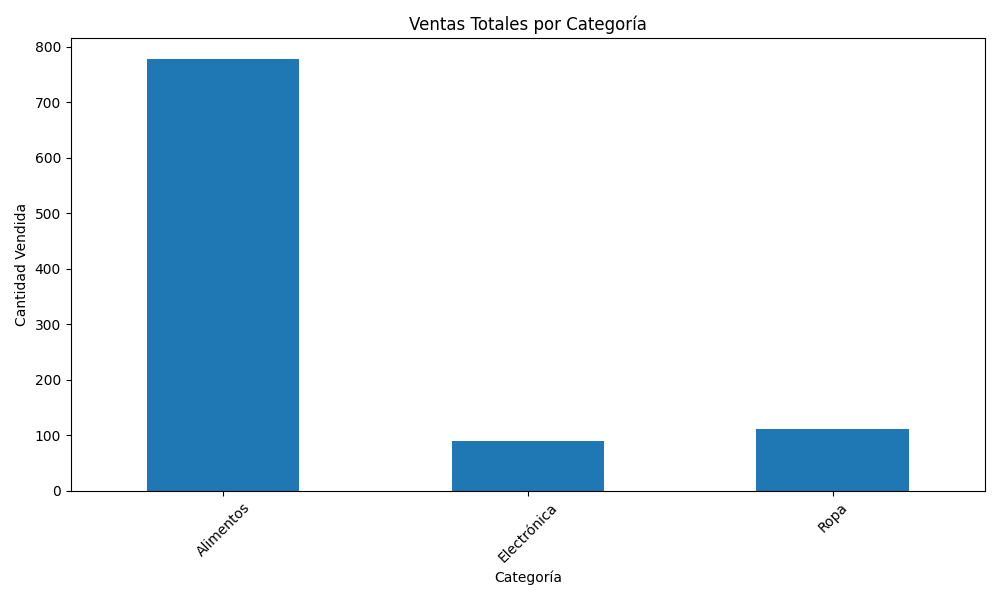 Ventas Totales por Categoría
800
700
600
500
400
300
200
100
0
Cantidad Vendida
Alimentos
Electrónica
Ropa
Categoría